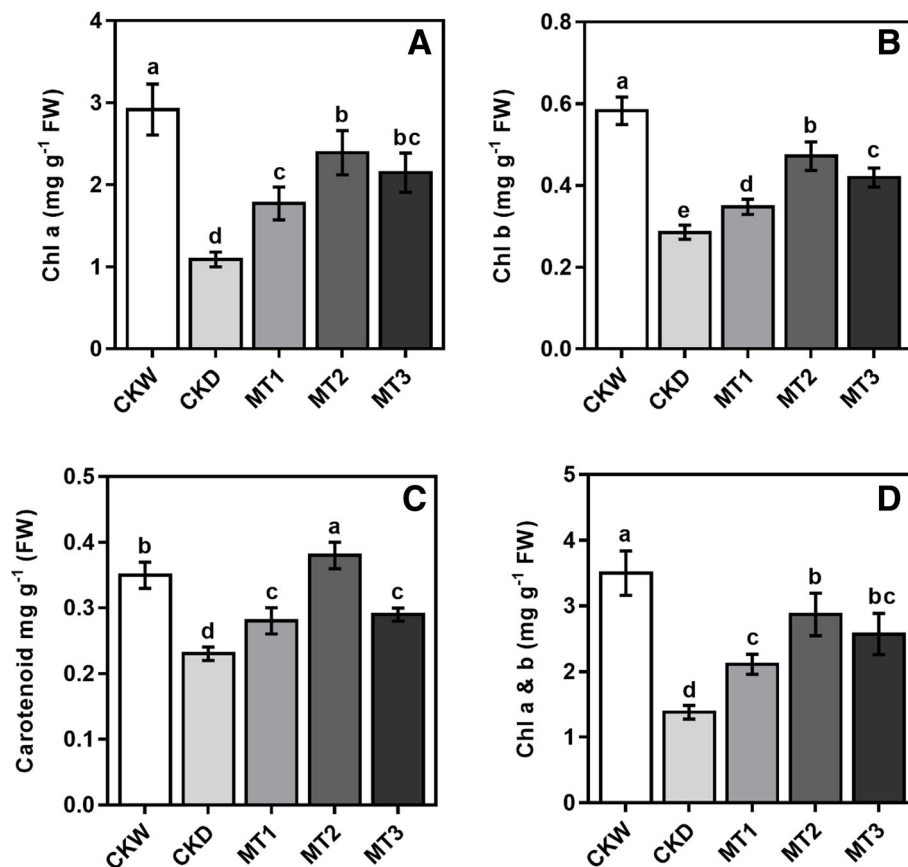 A
Chl a (mg g⁻¹ FW)
4
3
2
1
0
a
d
c
b
bc
CKW
CKD
MT1
MT2
MT3
B
Chl b (mg g⁻¹ FW)
0.8
0.6
0.4
0.2
0.0
a
e
d
b
c
CKW
CKD
MT1
MT2
MT3
C
Carotenoid mg g⁻¹ (FW)
0.5
0.4
0.3
0.2
0.1
0.0
b
d
c
a
c
CKW
CKD
MT1
MT2
MT3
D
Chl a & b (mg g⁻¹ FW)
5
4
3
2
1
0
a
d
c
b
bc
CKW
CKD
MT1
MT2
MT3